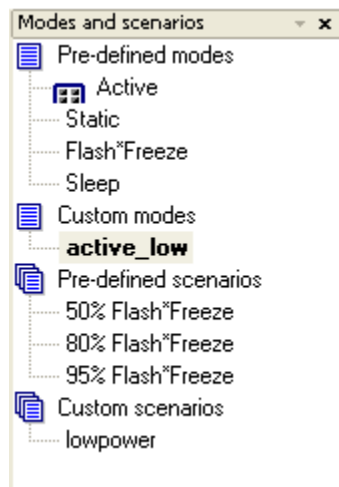 Modes and scenarios
Pre-defined modes
Active
Static
Flash*Freeze
Sleep
Custom modes
active_low
Pre-defined scenarios
50% Flash*Freeze
80% Flash*Freeze
95% Flash*Freeze
Custom scenarios
lowpower